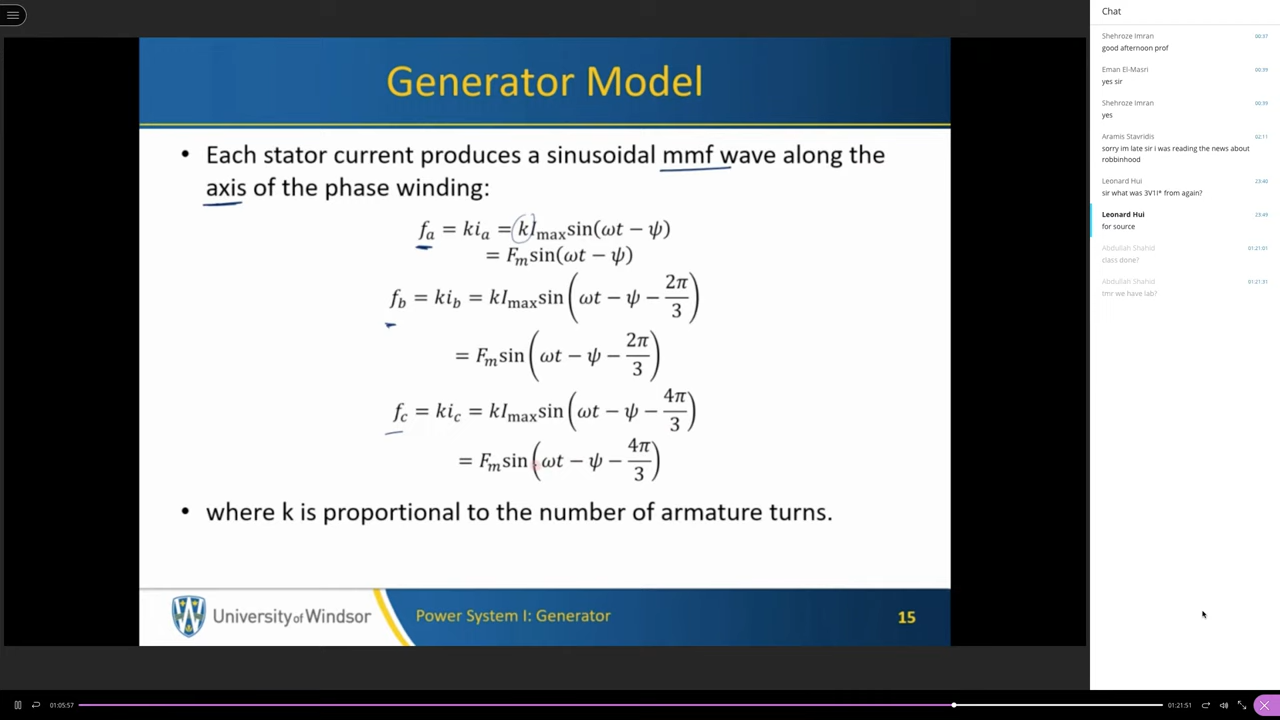 Generator Model
• Each stator current produces a sinusoidal mmf wave along the
axis of the phase winding:
f_a = ki_a = kI_max sin(ωt − ψ)
= F_m sin(ωt − ψ)
f_b = ki_b = kI_max sin(ωt − ψ − 2π/3)
= F_m sin(ωt − ψ − 2π/3)
f_c = ki_c = kI_max sin(ωt − ψ − 4π/3)
= F_m sin(ωt − ψ − 4π/3)
• where k is proportional to the number of armature turns.
University of Windsor
Power System I: Generator
15
Chat
Shehroze Imran 00:37
good afternoon prof
Eman El-Masri 00:39
yes sir
Shehroze Imran 00:59
yes
Aramis Stavridis 02:11
sorry im late sir i was reading the news about
robbinhood
Leonard Hui 23:40
sir what was 3V1I* from again?
Leonard Hui 23:49
for source
Abdullah Shahid 01:21:01
class done?
Abdullah Shahid 01:21:31
tmr we have lab?
01:05:57
01:21:51